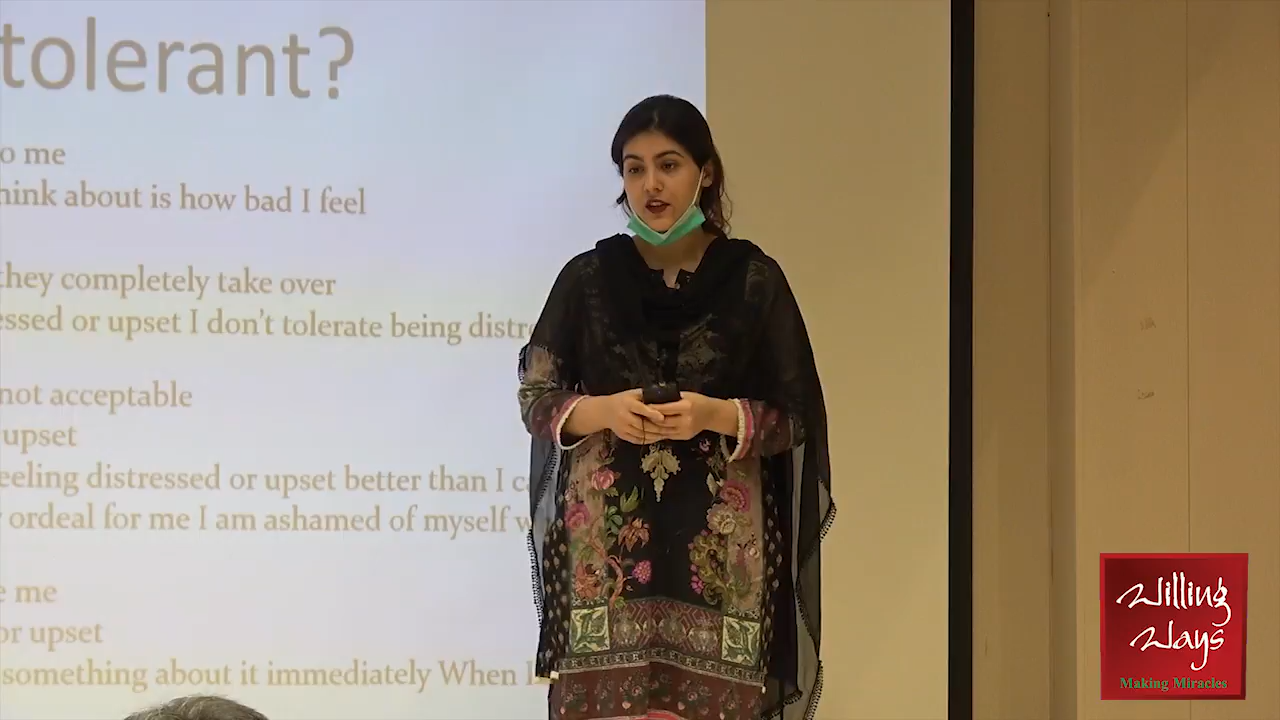 tolerant?
o me
hink about is how bad I feel
they completely take over
essed or upset I don't tolerate being distre
not acceptable
upset
eeling distressed or upset better than I ca
ordeal for me I am ashamed of myself w
e me
or upset
something about it immediately When I
Willing
Ways
Making Miracles